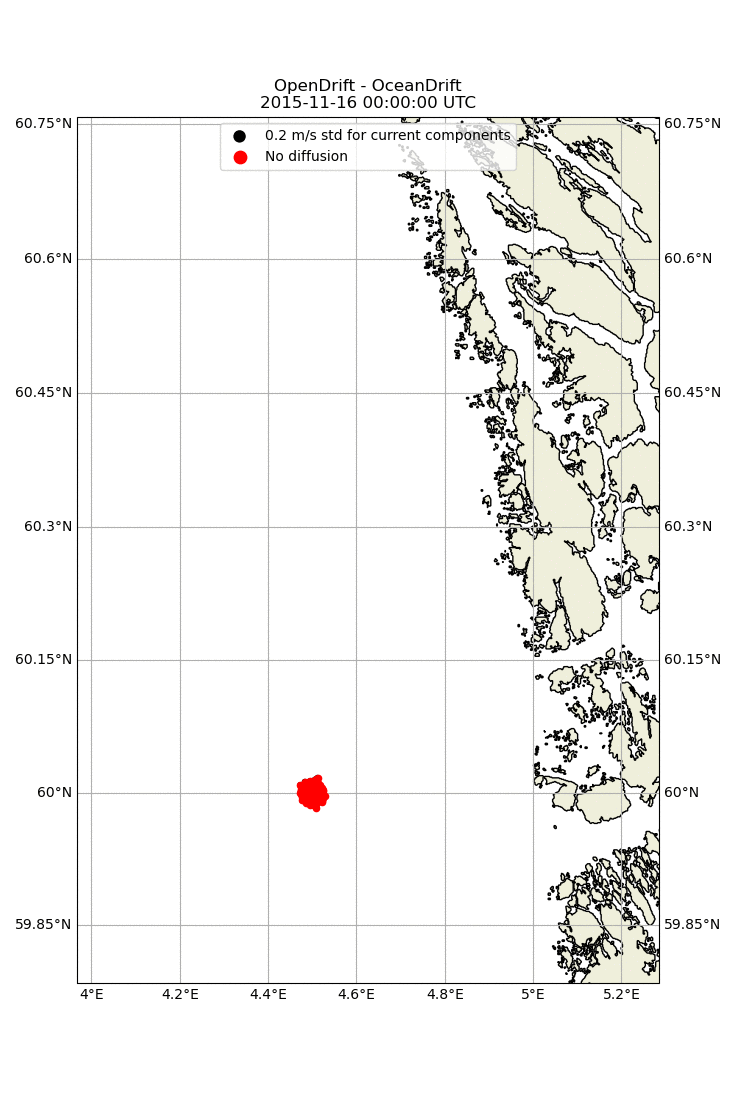 OpenDrift - OceanDrift
2015-11-16 00:00:00 UTC
60.75°N
60.75°N
0.2 m/s std for current components
No diffusion
60.6°N
60.6°N
60.45°N
60.45°N
60.3°N
60.3°N
60.15°N
60.15°N
60°N
60°N
59.85°N
59.85°N
4°E
4.2°E
4.4°E
4.6°E
4.8°E
5°E
5.2°E